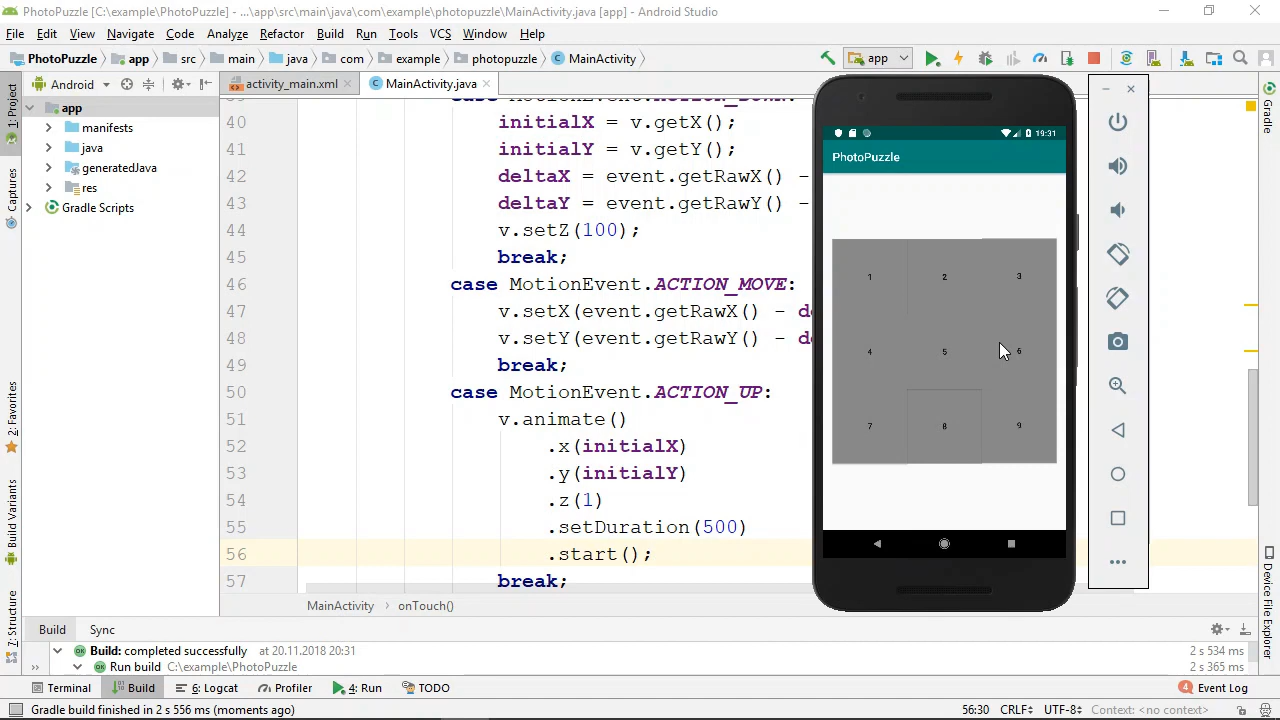 PhotoPuzzle [C:\example\PhotoPuzzle] - ...\app\src\main\java\com\example\photopuzzle\MainActivity.java [app] - Android Studio
File Edit View Navigate Code Analyze Refactor Build Run Tools VCS Window Help
PhotoPuzzle app src main java com example photopuzzle MainActivity app
Android activity_main.xml MainActivity.java
1: Project
Captures
2: Favorites
Build Variants
7: Structure
app
manifests
java
generatedJava
res
Gradle Scripts
40 initialX = v.getX();
41 initialY = v.getY();
42 deltaX = event.getRawX() -
43 deltaY = event.getRawY() -
44 v.setZ(100);
45 break;
46 case MotionEvent.ACTION_MOVE:
47 v.setX(event.getRawX() - de
48 v.setY(event.getRawY() - de
49 break;
50 case MotionEvent.ACTION_UP:
51 v.animate()
52 .x(initialX)
53 .y(initialY)
54 .z(1)
55 .setDuration(500)
56 .start();
57 break;
MainActivity onTouch()
19:31
PhotoPuzzle
1 2 3
4 5 6
7 8 9
Gradle
Device File Explorer
Build Sync
Build: completed successfully at 20.11.2018 20:31 2 s 534 ms
Run build C:\example\PhotoPuzzle 2 s 365 ms
Terminal Build 6: Logcat Profiler 4: Run TODO 4 Event Log
Gradle build finished in 2 s 556 ms (moments ago) 56:30 CRLF UTF-8 Context: <no context>